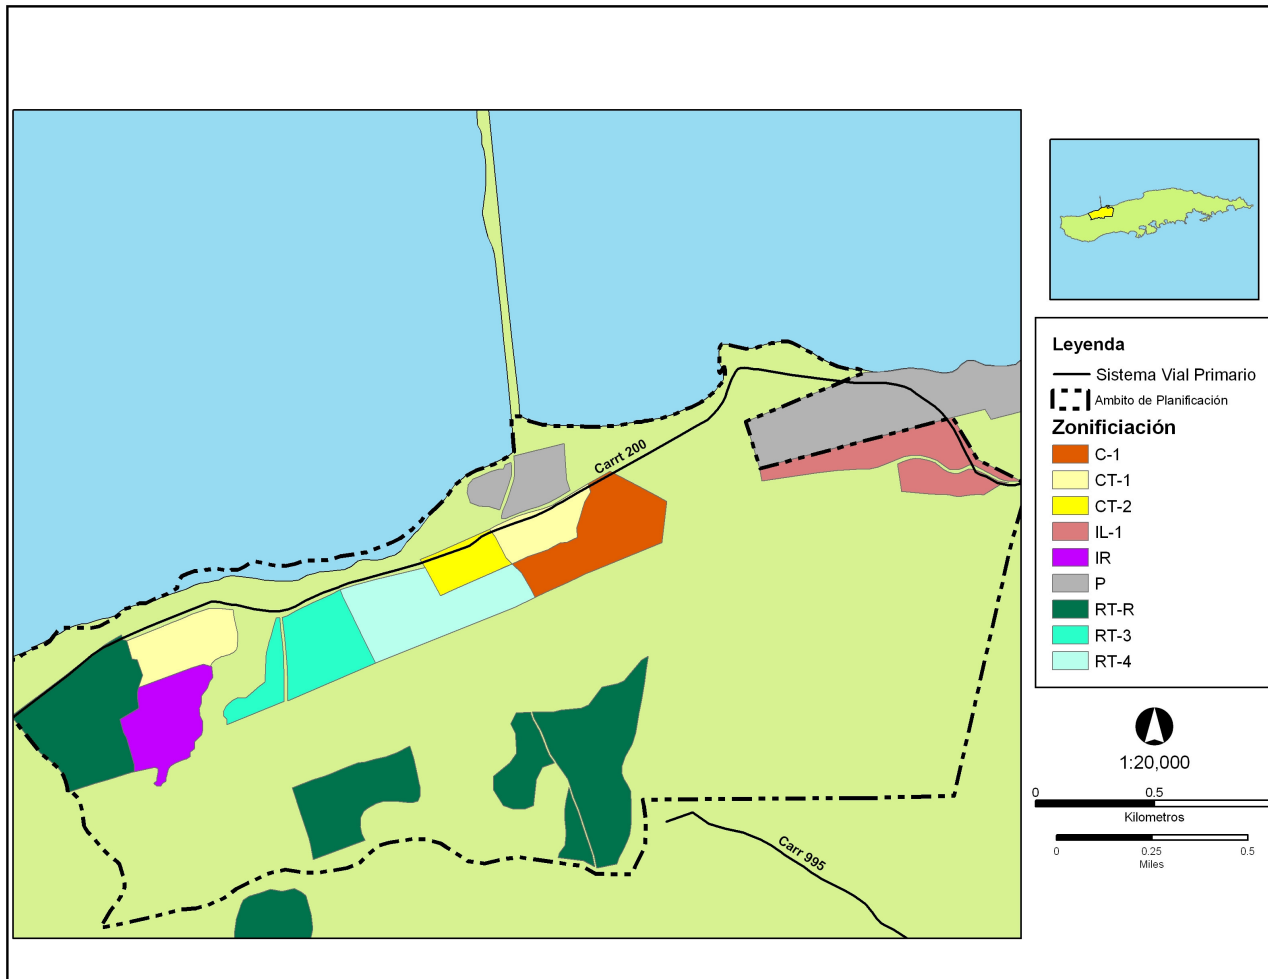 Carrt 200
Carr 995
Leyenda
Sistema Vial Primario
Ambito de Planificación
Zonificiación
C-1
CT-1
CT-2
IL-1
IR
P
RT-R
RT-3
RT-4
1:20,000
0 0.5
Kilometros
0 0.25 0.5
Miles